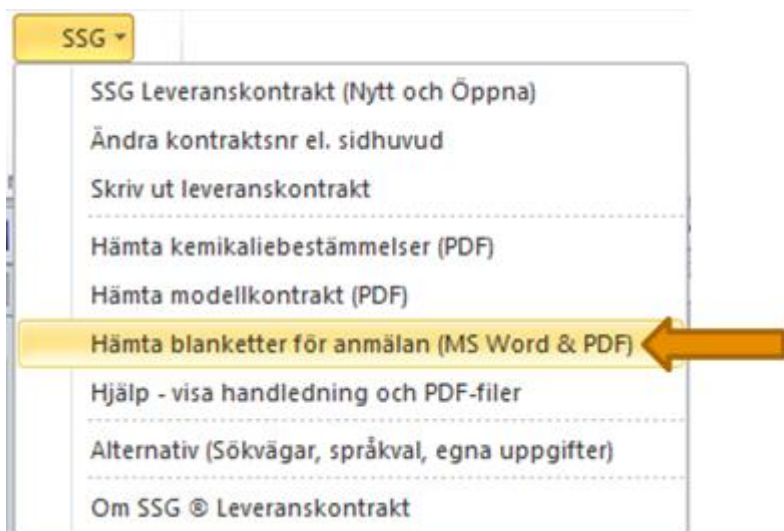 SSG
SSG Leveranskontrakt (Nytt och Öppna)
Ändra kontraktsnr el. sidhuvud
Skriv ut leveranskontrakt
Hämta kemikaliebestämmelser (PDF)
Hämta modellkontrakt (PDF)
Hämta blanketter för anmälan (MS Word & PDF)
Hjälp - visa handledning och PDF-filer
Alternativ (Sökvägar, språkval, egna uppgifter)
Om SSG ® Leveranskontrakt